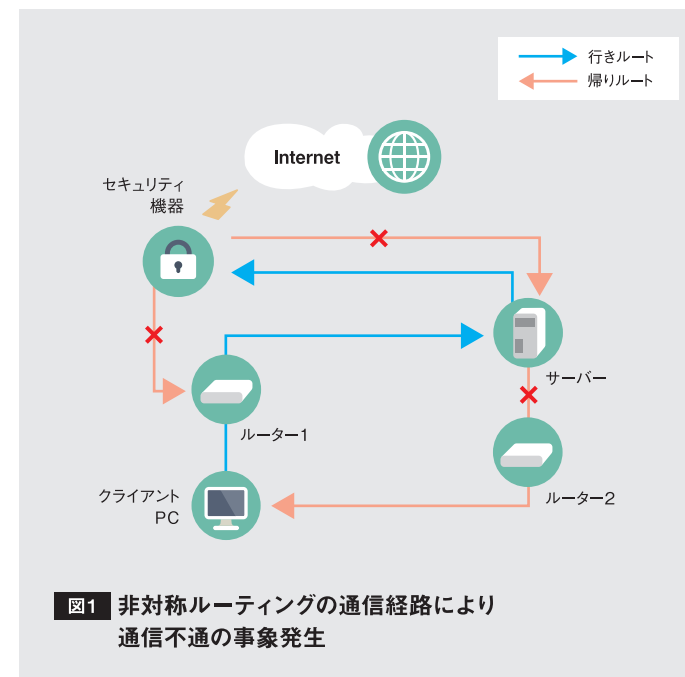 行きルート
帰りルート
Internet
セキュリティ
機器
サーバー
ルーター1
クライアント
PC
ルーター2
図1 非対称ルーティングの通信経路により
通信不通の事象発生